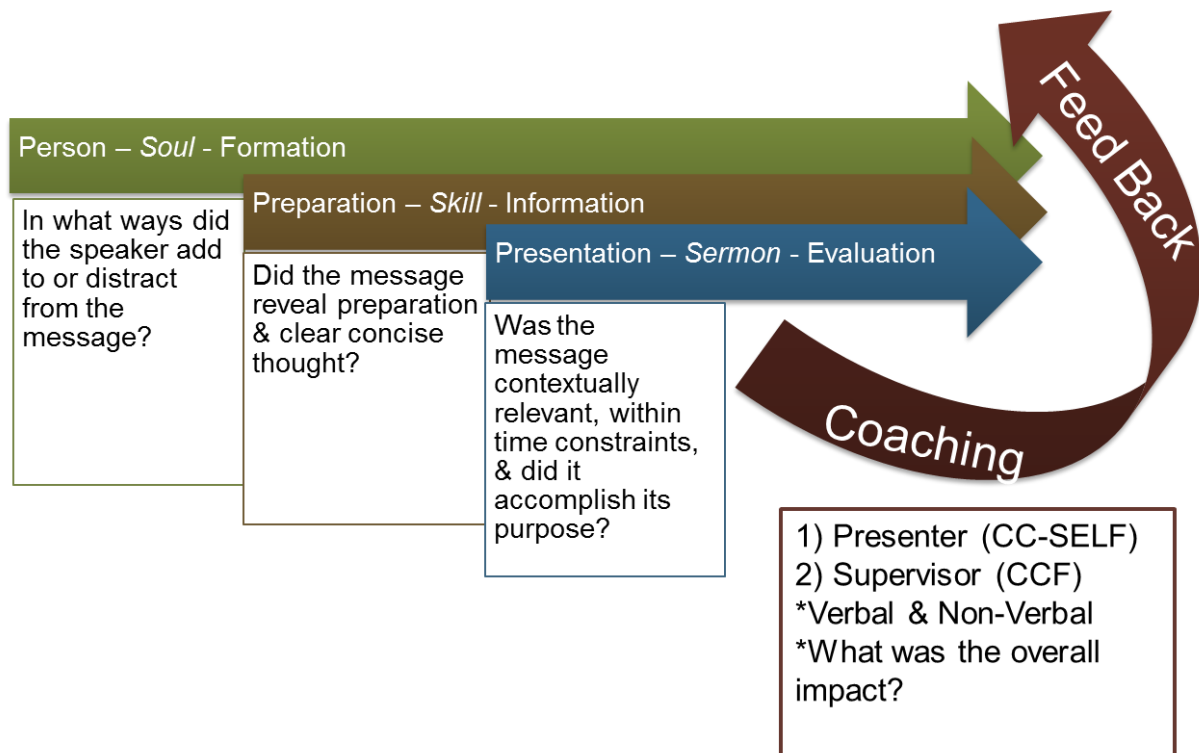 Person – Soul - Formation
In what ways did
the speaker add
to or distract
from the
message?
Preparation – Skill - Information
Did the message
reveal preparation
& clear concise
thought?
Presentation – Sermon - Evaluation
Was the
message
contextually
relevant, within
time constraints,
& did it
accomplish its
purpose?
Coaching
Feed Back
1) Presenter (CC-SELF)
2) Supervisor (CCF)
*Verbal & Non-Verbal
*What was the overall
impact?